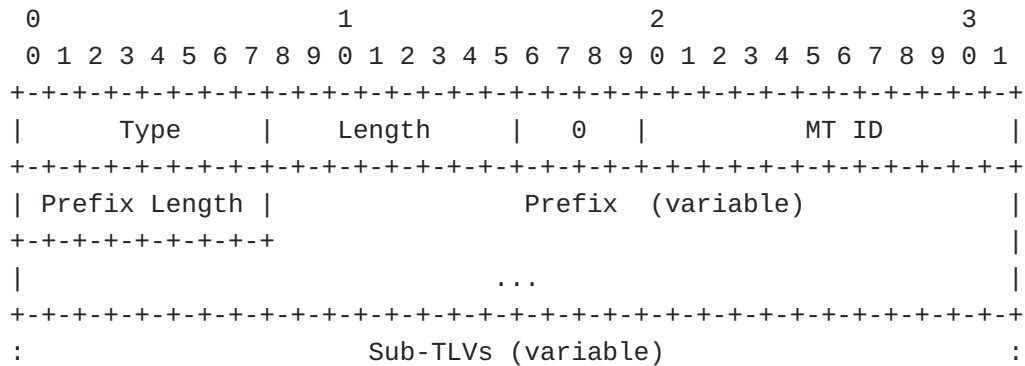 0                   1                   2                   3
 0 1 2 3 4 5 6 7 8 9 0 1 2 3 4 5 6 7 8 9 0 1 2 3 4 5 6 7 8 9 0 1
+-+-+-+-+-+-+-+-+-+-+-+-+-+-+-+-+-+-+-+-+-+-+-+-+-+-+-+-+-+-+-+-+
|      Type     |    Length     |   0   |          MT ID        |
+-+-+-+-+-+-+-+-+-+-+-+-+-+-+-+-+-+-+-+-+-+-+-+-+-+-+-+-+-+-+-+-+
| Prefix Length |                Prefix  (variable)             |
+-+-+-+-+-+-+-+-+                                               |
|                              ...                              |
+-+-+-+-+-+-+-+-+-+-+-+-+-+-+-+-+-+-+-+-+-+-+-+-+-+-+-+-+-+-+-+-+
:                      Sub-TLVs (variable)                      :